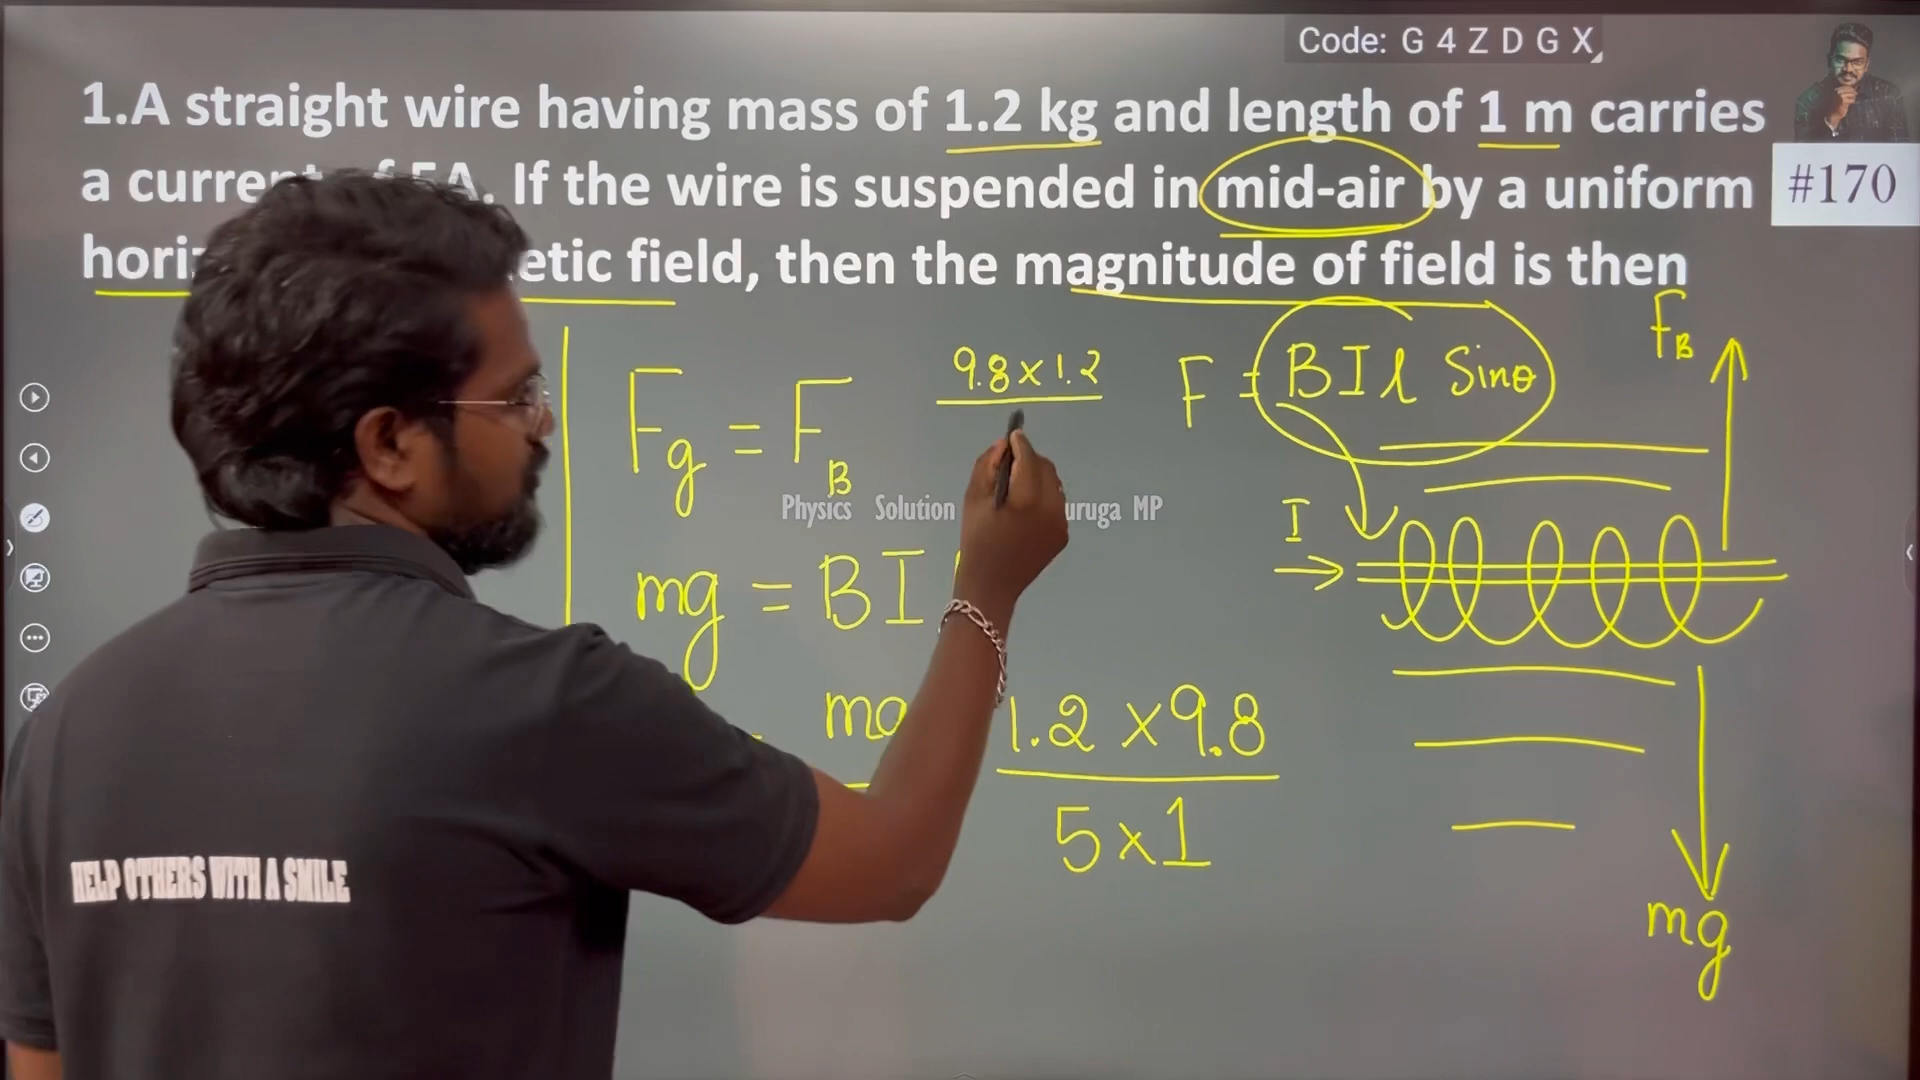 Code: G 4 Z D G X
1.A straight wire having mass of 1.2 kg and length of 1 m carries
a 5A. If the wire is suspended in mid-air by a uniform
#170
etic field, then the magnitude of field is then
Fg = FB
9.8 x 1.2
F = BIl Sinθ
FB
Physics Solution uruga MP
I
mg = BI
1.2 x 9.8
5 x 1
mg
HELP OTHERS WITH A SMILE